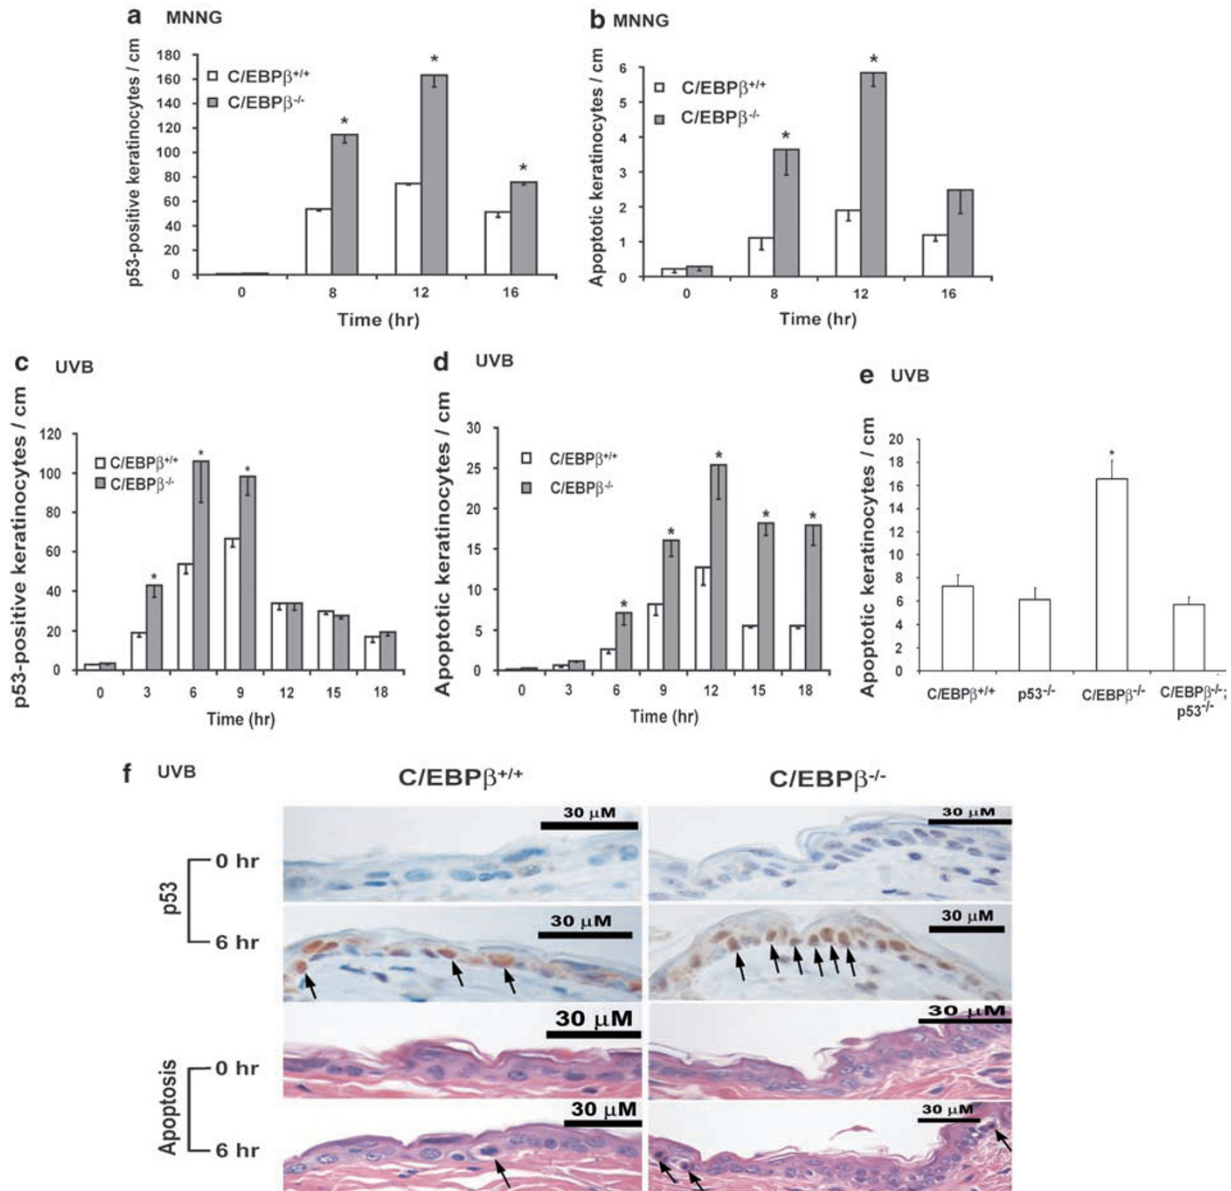 a MNNG
p53-positive keratinocytes / cm
180
160
140
120
100
80
60
40
20
0
C/EBPβ+/+
C/EBPβ-/-
*
*
*
0 8 12 16
Time (hr)
b MNNG
Apoptotic keratinocytes / cm
6
5
4
3
2
1
0
C/EBPβ+/+
C/EBPβ-/-
*
*
0 8 12 16
Time (hr)
c UVB
p53-positive keratinocytes / cm
120
100
80
60
40
20
0
C/EBPβ+/+
C/EBPβ-/-
*
*
*
0 3 6 9 12 15 18
Time (hr)
d UVB
Apoptotic keratinocytes / cm
30
25
20
15
10
5
0
C/EBPβ+/+
C/EBPβ-/-
*
*
*
*
*
0 3 6 9 12 15 18
Time (hr)
e UVB
Apoptotic keratinocytes / cm
20
18
16
14
12
10
8
6
4
2
0
*
C/EBPβ+/+ p53-/- C/EBPβ-/- C/EBPβ-/-;
p53-/-
f UVB
C/EBPβ+/+ C/EBPβ-/-
p53
0 hr
30 μM 30 μM
6 hr
30 μM 30 μM
Apoptosis
0 hr
30 μM 30 μM
6 hr
30 μM 30 μM